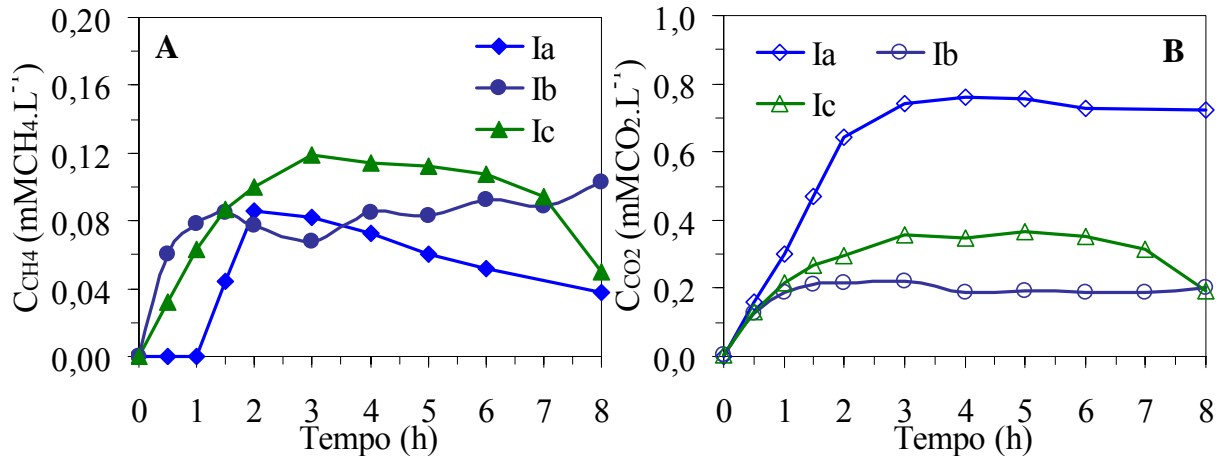 A
C_CH4 (mMCH₄.L⁻¹)
0,20
0,16
0,12
0,08
0,04
0,00
Ia
Ib
Ic
0 1 2 3 4 5 6 7 8
Tempo (h)
B
C_CO2 (mMCO₂.L⁻¹)
1,0
0,8
0,6
0,4
0,2
0,0
Ia Ib
Ic
0 1 2 3 4 5 6 7 8
Tempo (h)